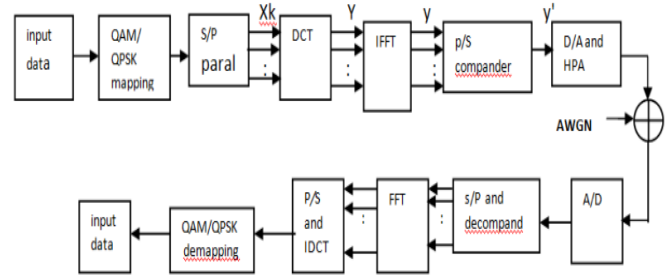 Xk
Y
y
y'
input
data
QAM/
QPSK
mapping
S/P
paral
:
DCT
:
IFFT
:
p/S
compander
D/A and
HPA
AWGN
input
data
QAM/QPSK
demapping
P/S
and
IDCT
:
FFT
:
s/P and
decompand
A/D